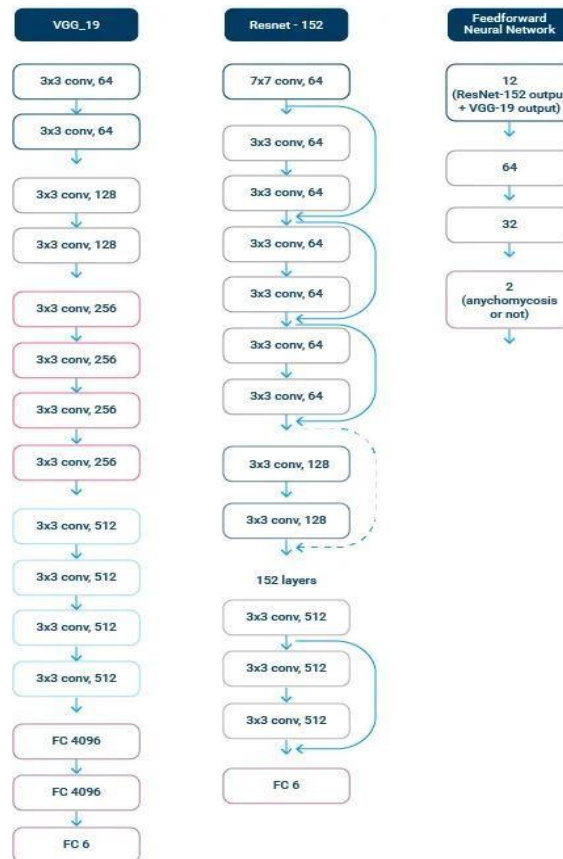 VGG_19
3x3 conv, 64
3x3 conv, 64
3x3 conv, 128
3x3 conv, 128
3x3 conv, 256
3x3 conv, 256
3x3 conv, 256
3x3 conv, 256
3x3 conv, 512
3x3 conv, 512
3x3 conv, 512
3x3 conv, 512
FC 4096
FC 4096
FC 6
Resnet - 152
7x7 conv, 64
3x3 conv, 64
3x3 conv, 64
3x3 conv, 64
3x3 conv, 64
3x3 conv, 64
3x3 conv, 64
3x3 conv, 128
3x3 conv, 128
152 layers
3x3 conv, 512
3x3 conv, 512
3x3 conv, 512
FC 6
Feedforward
Neural Network
12
(ResNet-152 outpu
+ VGG-19 output)
64
32
2
(anychomycosis
or not)